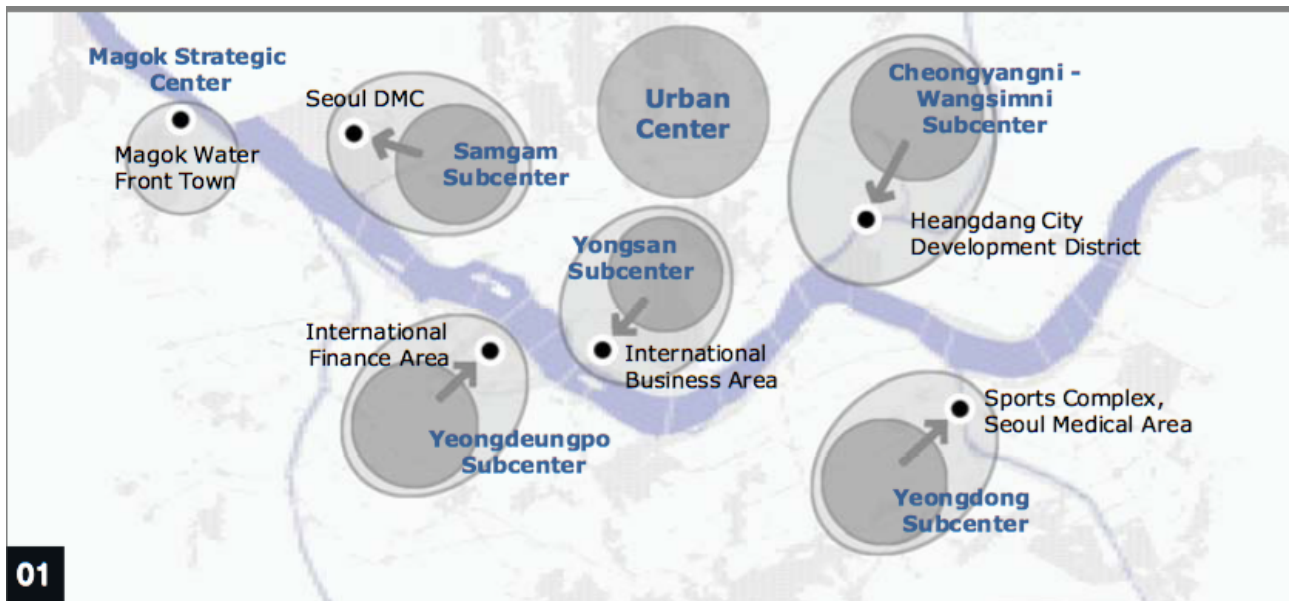 Magok Strategic
Center
Magok Water
Front Town
Seoul DMC
Samgam
Subcenter
Urban
Center
Cheongyangni -
Wangsimni
Subcenter
Heangdang City
Development District
Yongsan
Subcenter
International
Business Area
International
Finance Area
Yeongdeungpo
Subcenter
Sports Complex,
Seoul Medical Area
Yeongdong
Subcenter
01